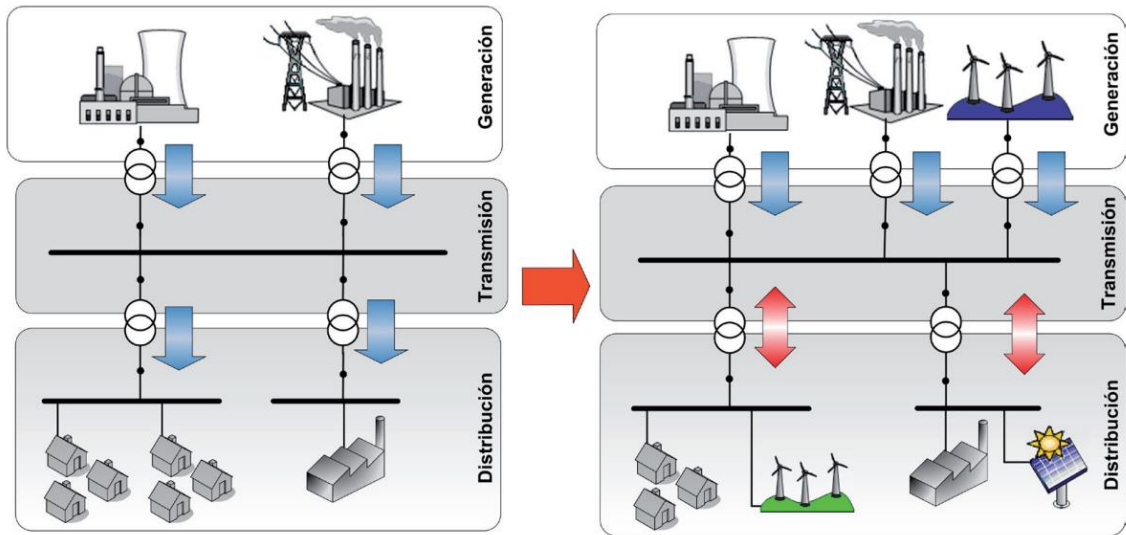 Generación
Transmisión
Distribución
Generación
Transmisión
Distribución